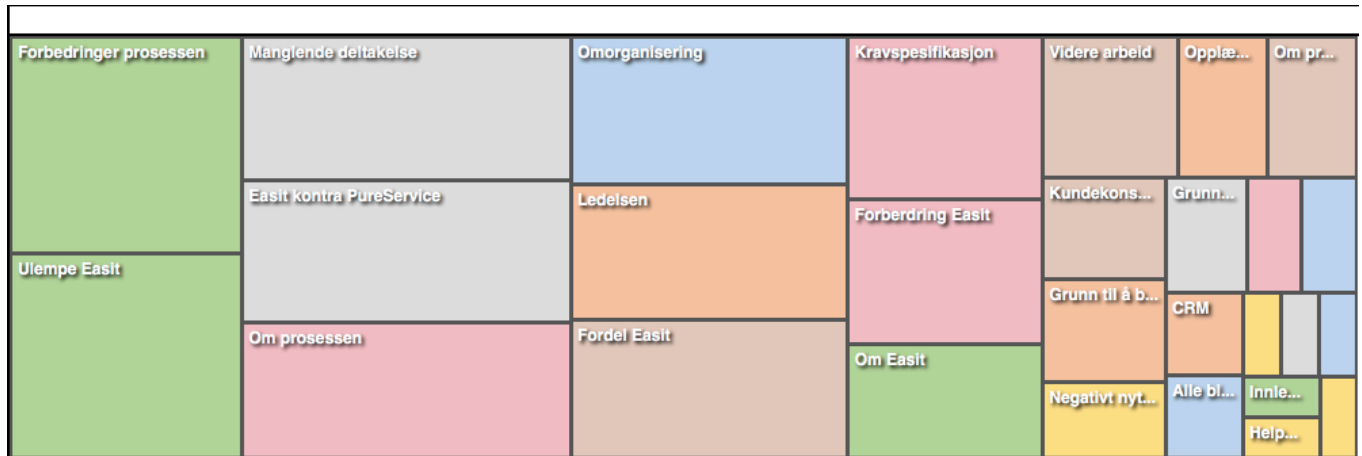 Forbedringer prosessen
Ulempe Easit
Manglende deltakelse
Easit kontra PureService
Om prosessen
Omorganisering
Ledelsen
Fordel Easit
Kravspesifikasjon
Forberdring Easit
Om Easit
Videre arbeid
Opplæ...
Om pr...
Kundekons...
Grunn...
Grunn til å b...
CRM
Negativt nyt...
Alle bl...
Innle...
Help...